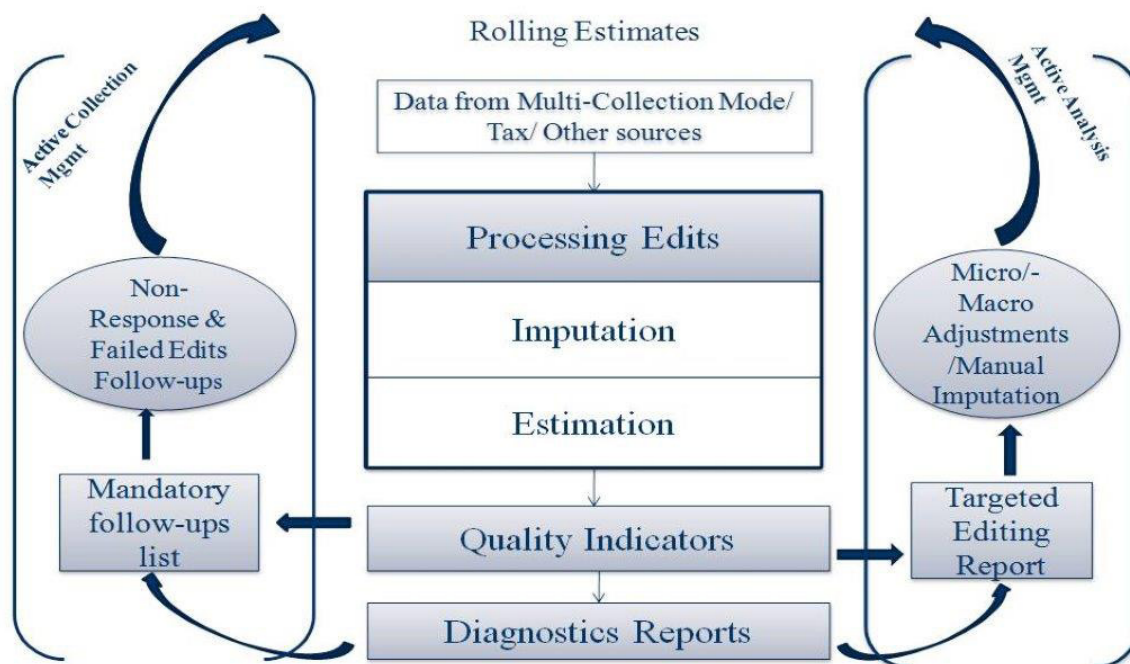 Rolling Estimates
Active Collection
Mgmt
Active Analysis
Mgmt
Data from Multi-Collection Mode/
Tax/ Other sources
Processing Edits
Imputation
Estimation
Non-
Response &
Failed Edits
Follow-ups
Micro/-
Macro
Adjustments
/Manual
Imputation
Mandatory
follow-ups
list
Quality Indicators
Targeted
Editing
Report
Diagnostics Reports